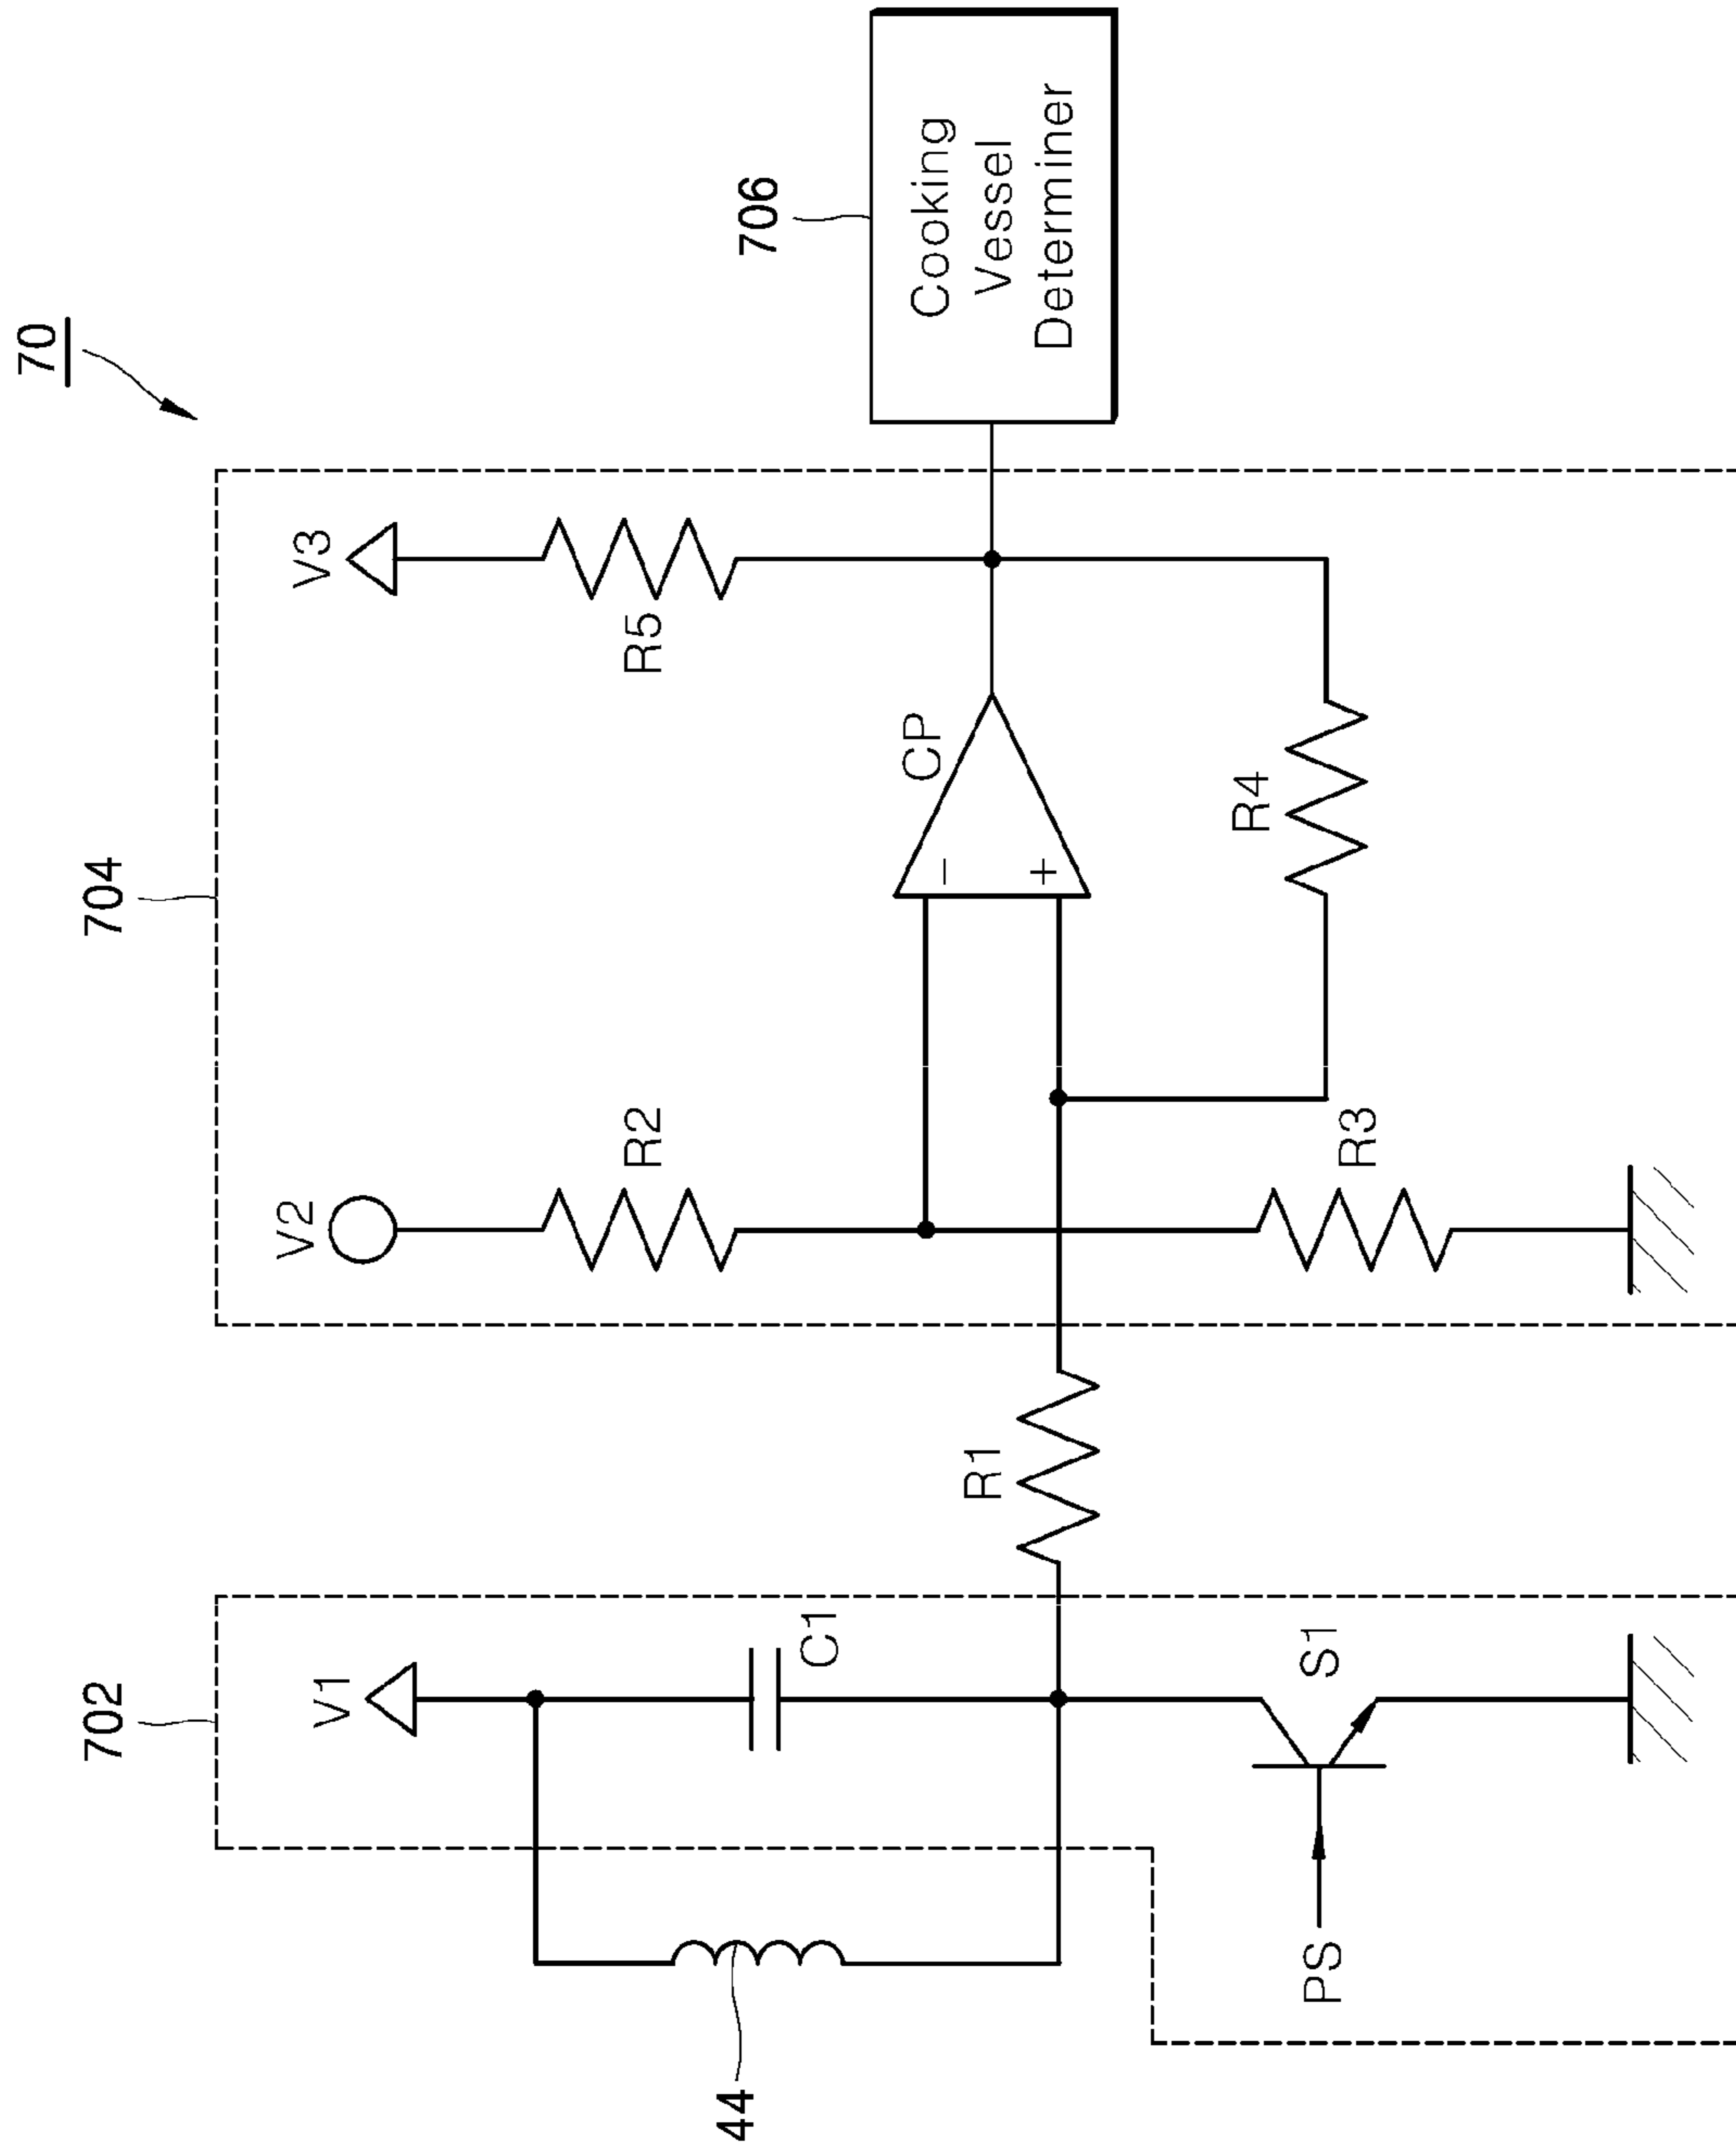 70
704
702
706
V3
V2
V1
R5
R2
CP
−
+
Cooking
Vessel
Determiner
C1
R1
R4
R3
44
PS
S1